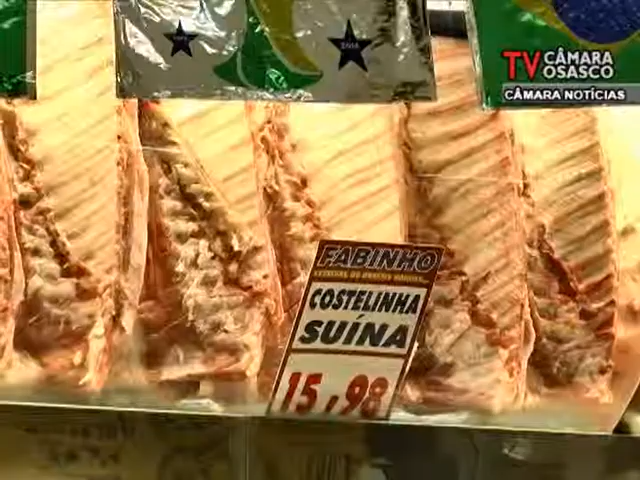 TV CÂMARA
OSASCO
CÂMARA NOTÍCIAS
FABINHO
COSTELINHA
SUÍNA
15,98